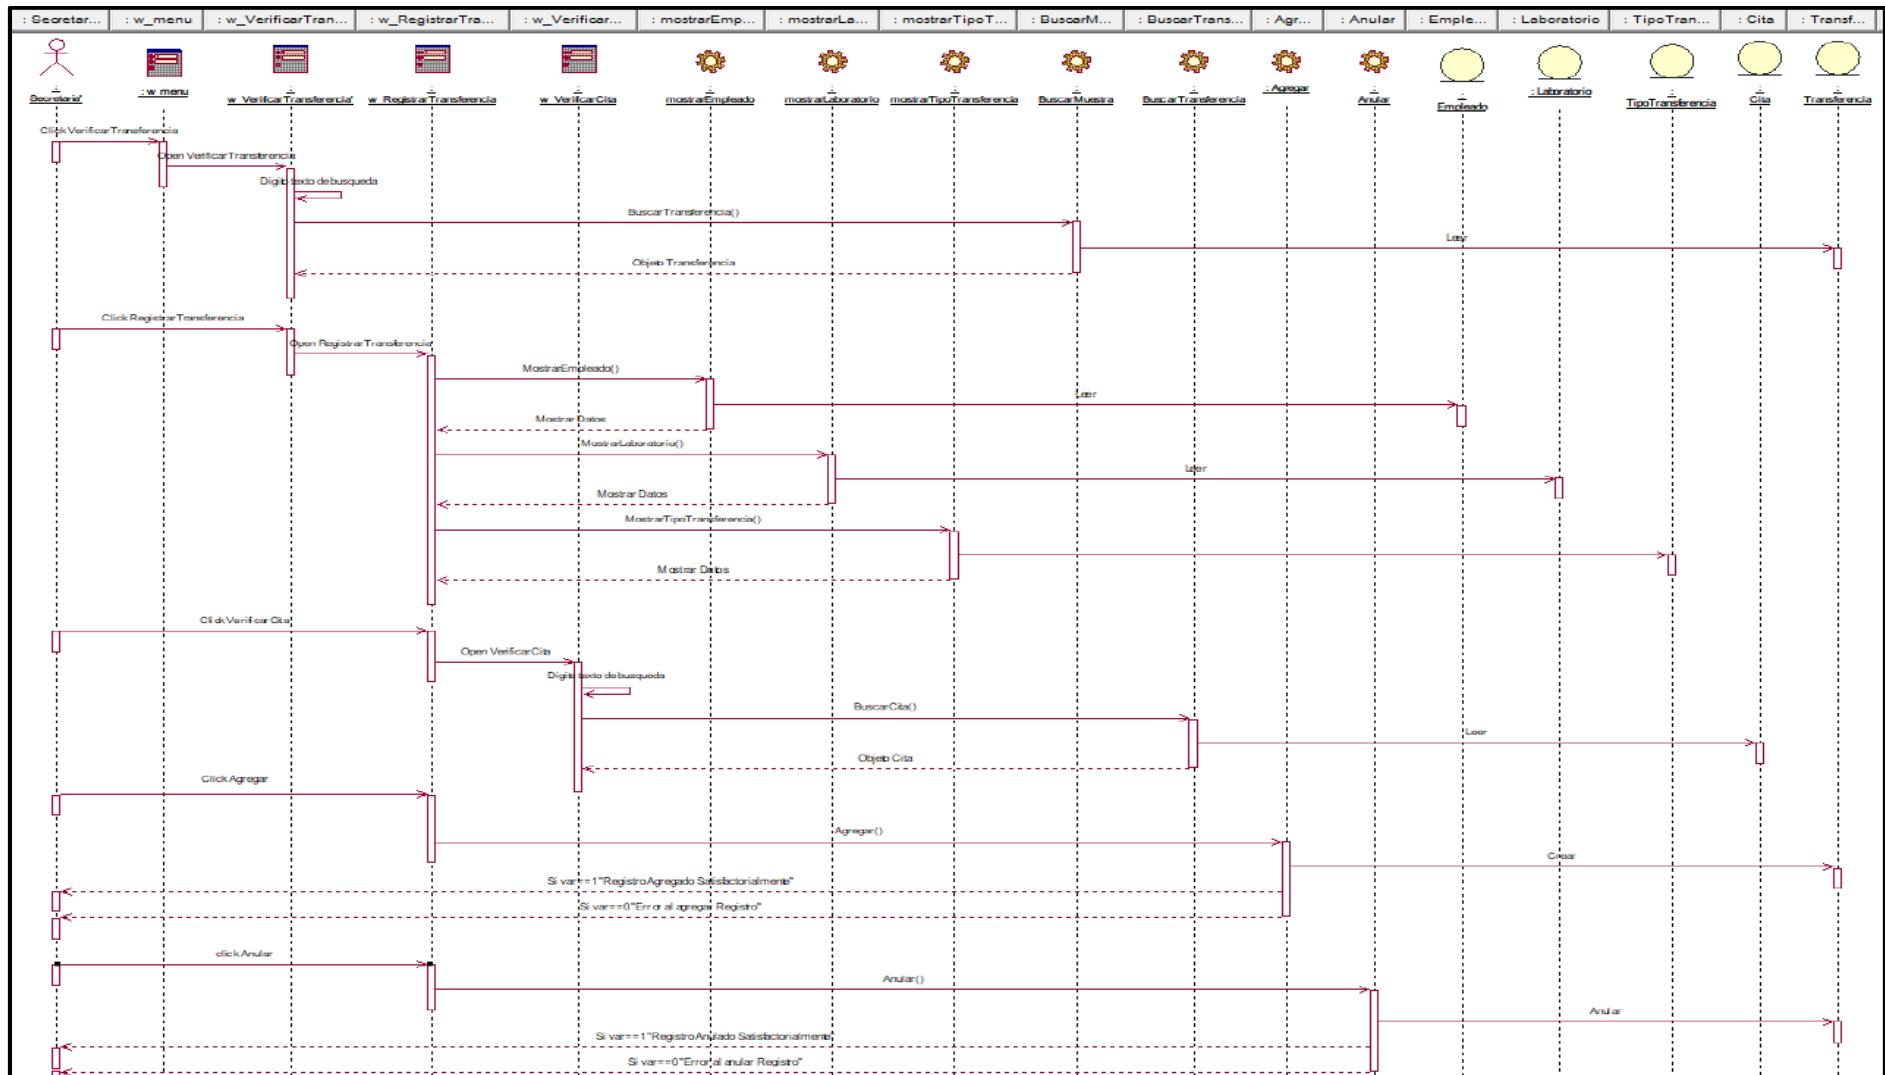 : Secretar...
: w_menu
: w_VerificarTran...
: w_RegistrarTra...
: w_Verificar...
: mostrarEmp...
: mostrarLa...
: mostrarTipoT...
: BuscarM...
: BuscarTrans...
: Agr...
: Anular
: Emple...
: Laboratorio
: TipoTran...
: Cita
: Transf...
: Secretaria'
: w_menu
: w_VerificarTransferencia'
: w_RegistrarTransferencia
: w_VerificarCita
: mostrarEmpleado
: mostrarLaboratorio
: mostrarTipoTransferencia
: BuscarMuestra
: BuscarTransferencia
: Agregar
: Anular
: Empleado
: Laboratorio
: TipoTransferencia
: Cita
: Transferencia
Click VerificarTransferencia
Open VerificarTransferencia
Digita texto de busqueda
BuscarTransferencia()
Leer
Objeto Transferencia
Click RegistrarTransferencia
Open RegistrarTransferencia
MostrarEmpleado()
Leer
Mostrar Datos
MostrarLaboratorio()
Leer
Mostrar Datos
MostrarTipoTransferencia()
Mostrar Datos
Click Verificar Cita
Open VerificarCita
Digita texto de busqueda
BuscarCita()
Leer
Objeto Cita
Click Agregar
Agregar()
Crear
Si var==1"Registro Agregado Satisfactorialmente"
Si var==0"Error al agregar Registro"
click Anular
Anular()
Anular
Si var==1"Registro Anulado Satisfactorialmente"
Si var==0"Error al anular Registro"